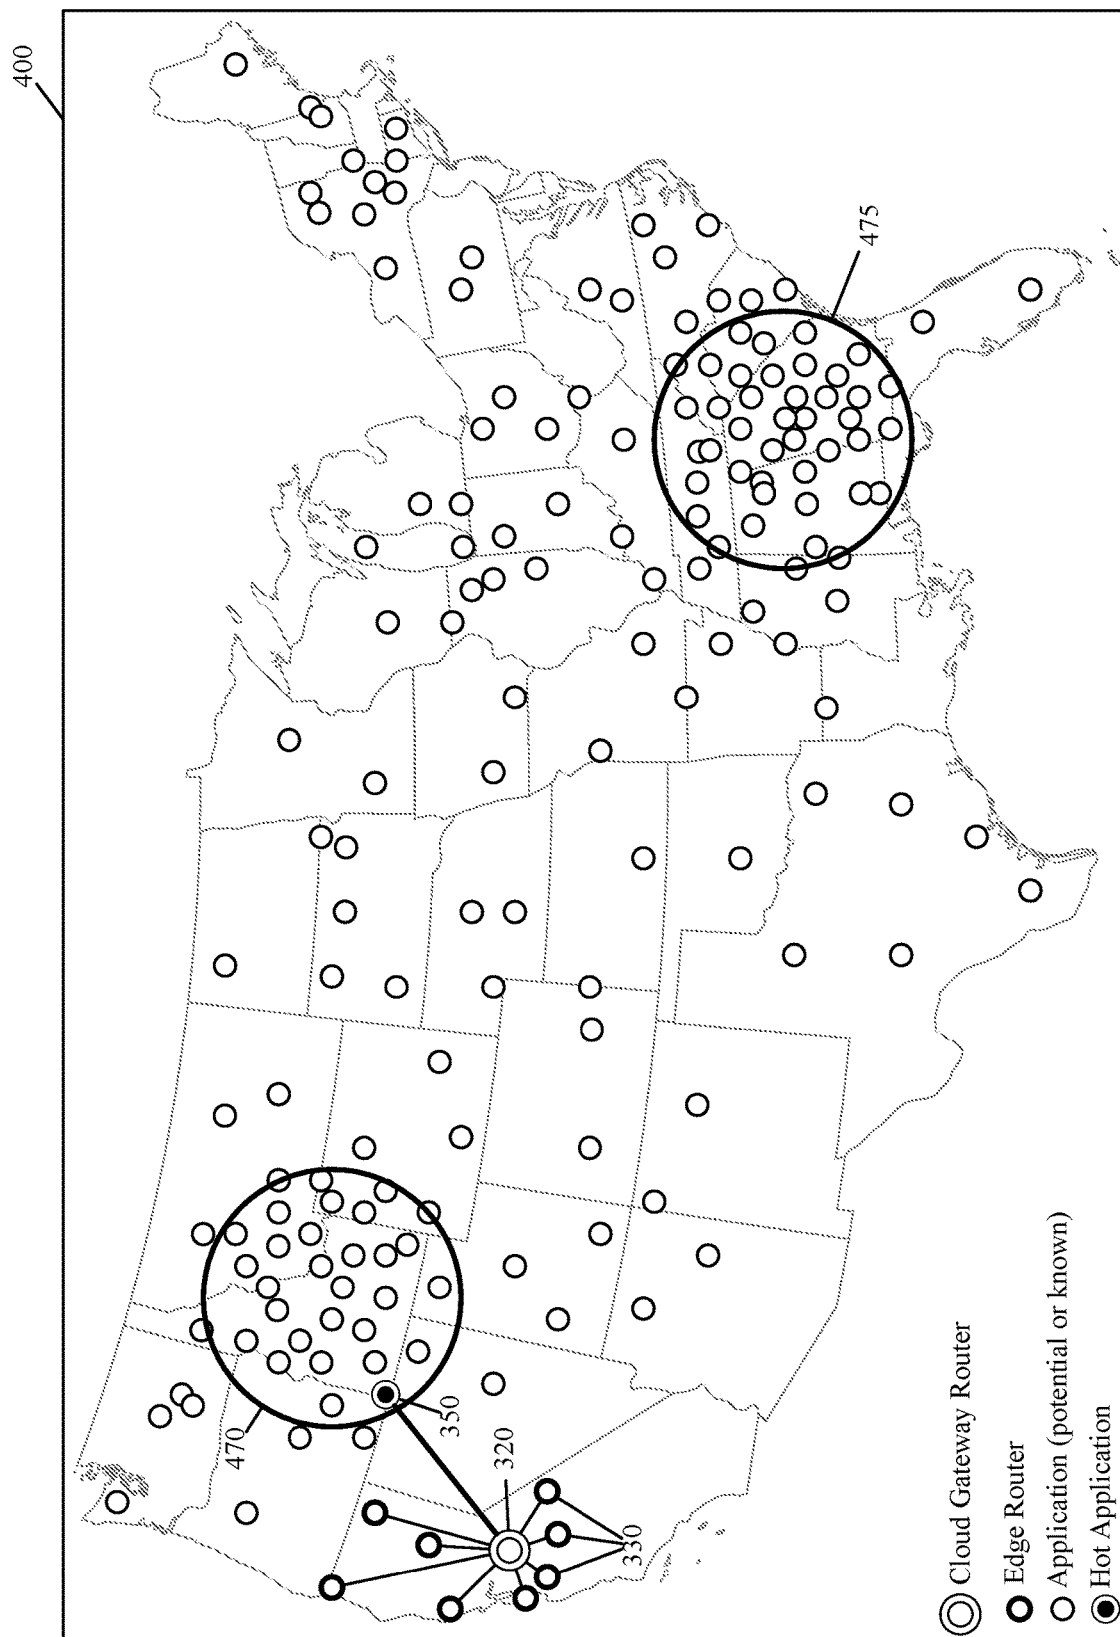 400
475
470
350
320
330
Cloud Gateway Router
Edge Router
Application (potential or known)
Hot Application